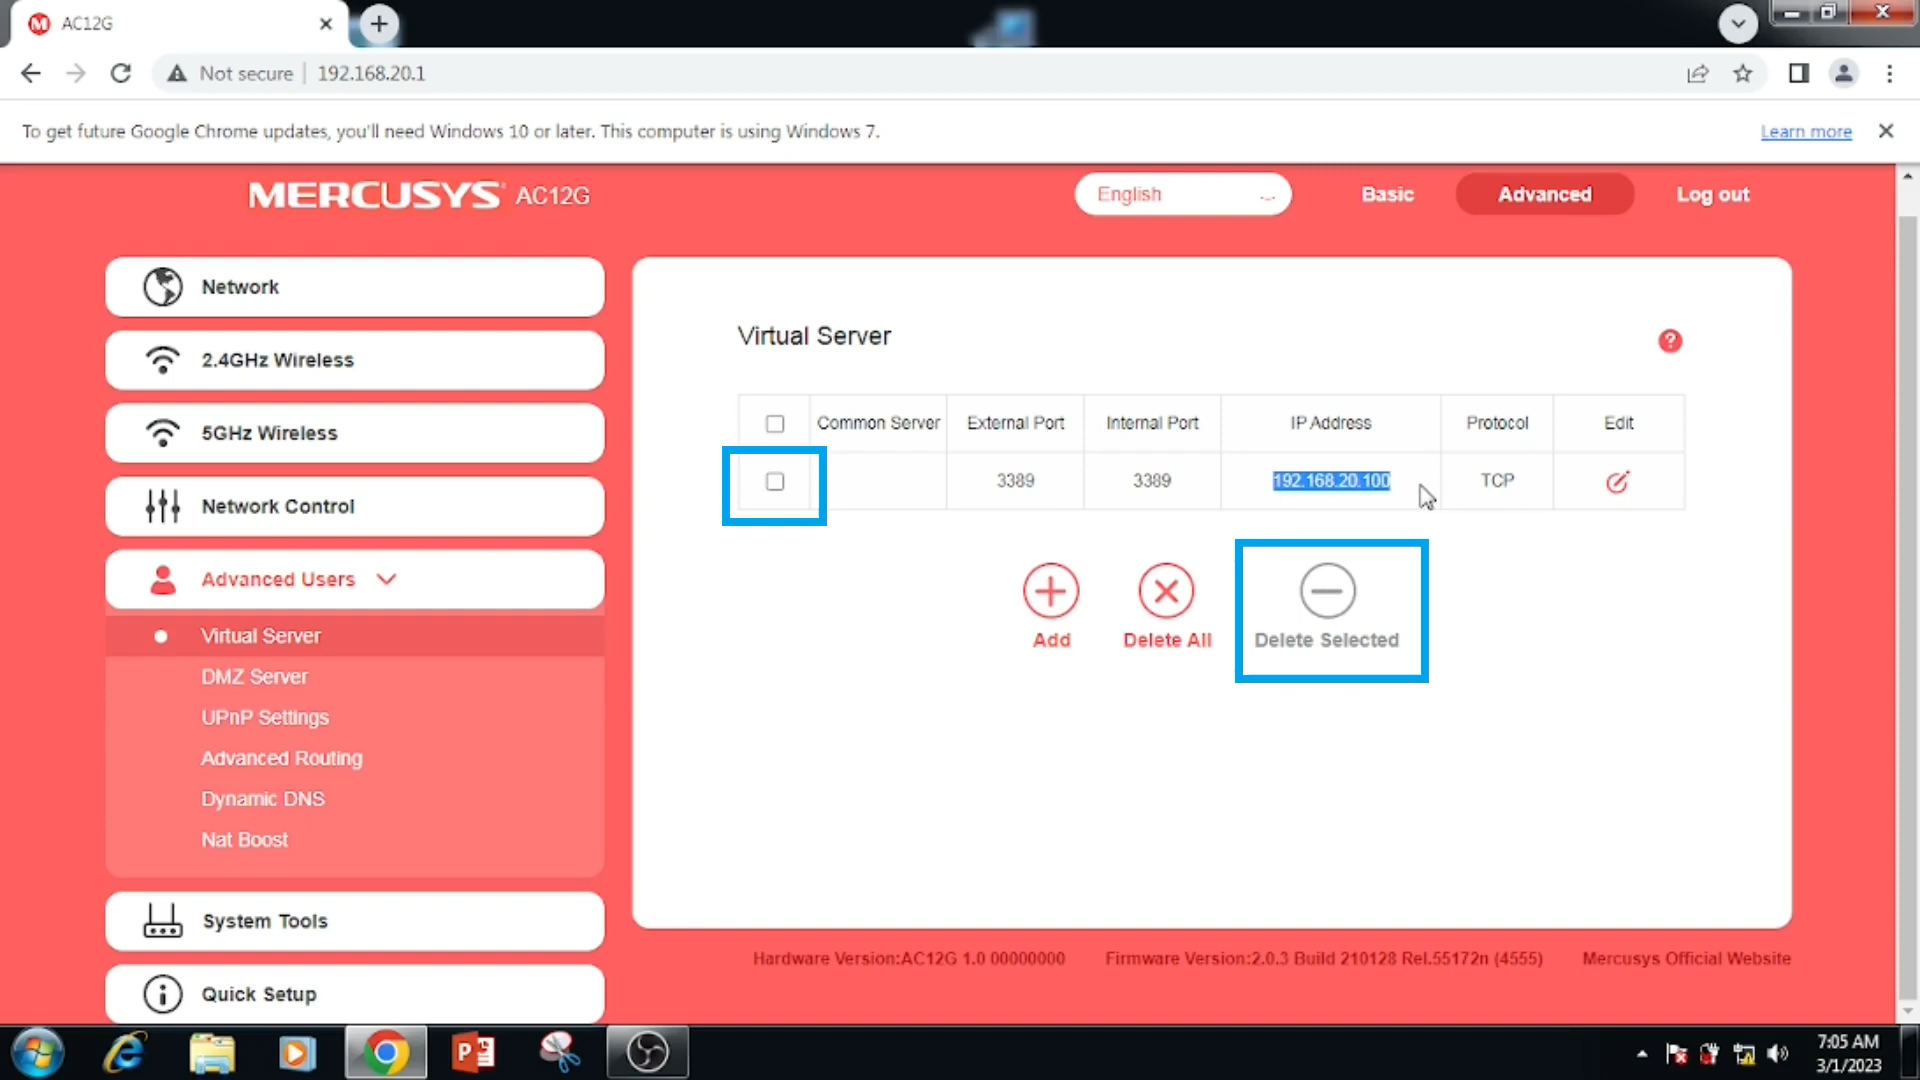 AC12G
Not secure 192.168.20.1
To get future Google Chrome updates, you'll need Windows 10 or later. This computer is using Windows 7.
Learn more
MERCUSYS AC12G
English
Basic
Advanced
Log out
Network
2.4GHz Wireless
5GHz Wireless
Network Control
Advanced Users
Virtual Server
DMZ Server
UPnP Settings
Advanced Routing
Dynamic DNS
Nat Boost
System Tools
Quick Setup
Virtual Server
Common Server External Port Internal Port IP Address Protocol Edit
3389 3389 192.168.20.100 TCP
Add
Delete All
Delete Selected
Hardware Version:AC12G 1.0 00000000
Firmware Version:2.0.3 Build 210128 Rel.55172n (4555)
Mercusys Official Website
7:05 AM
3/1/2023